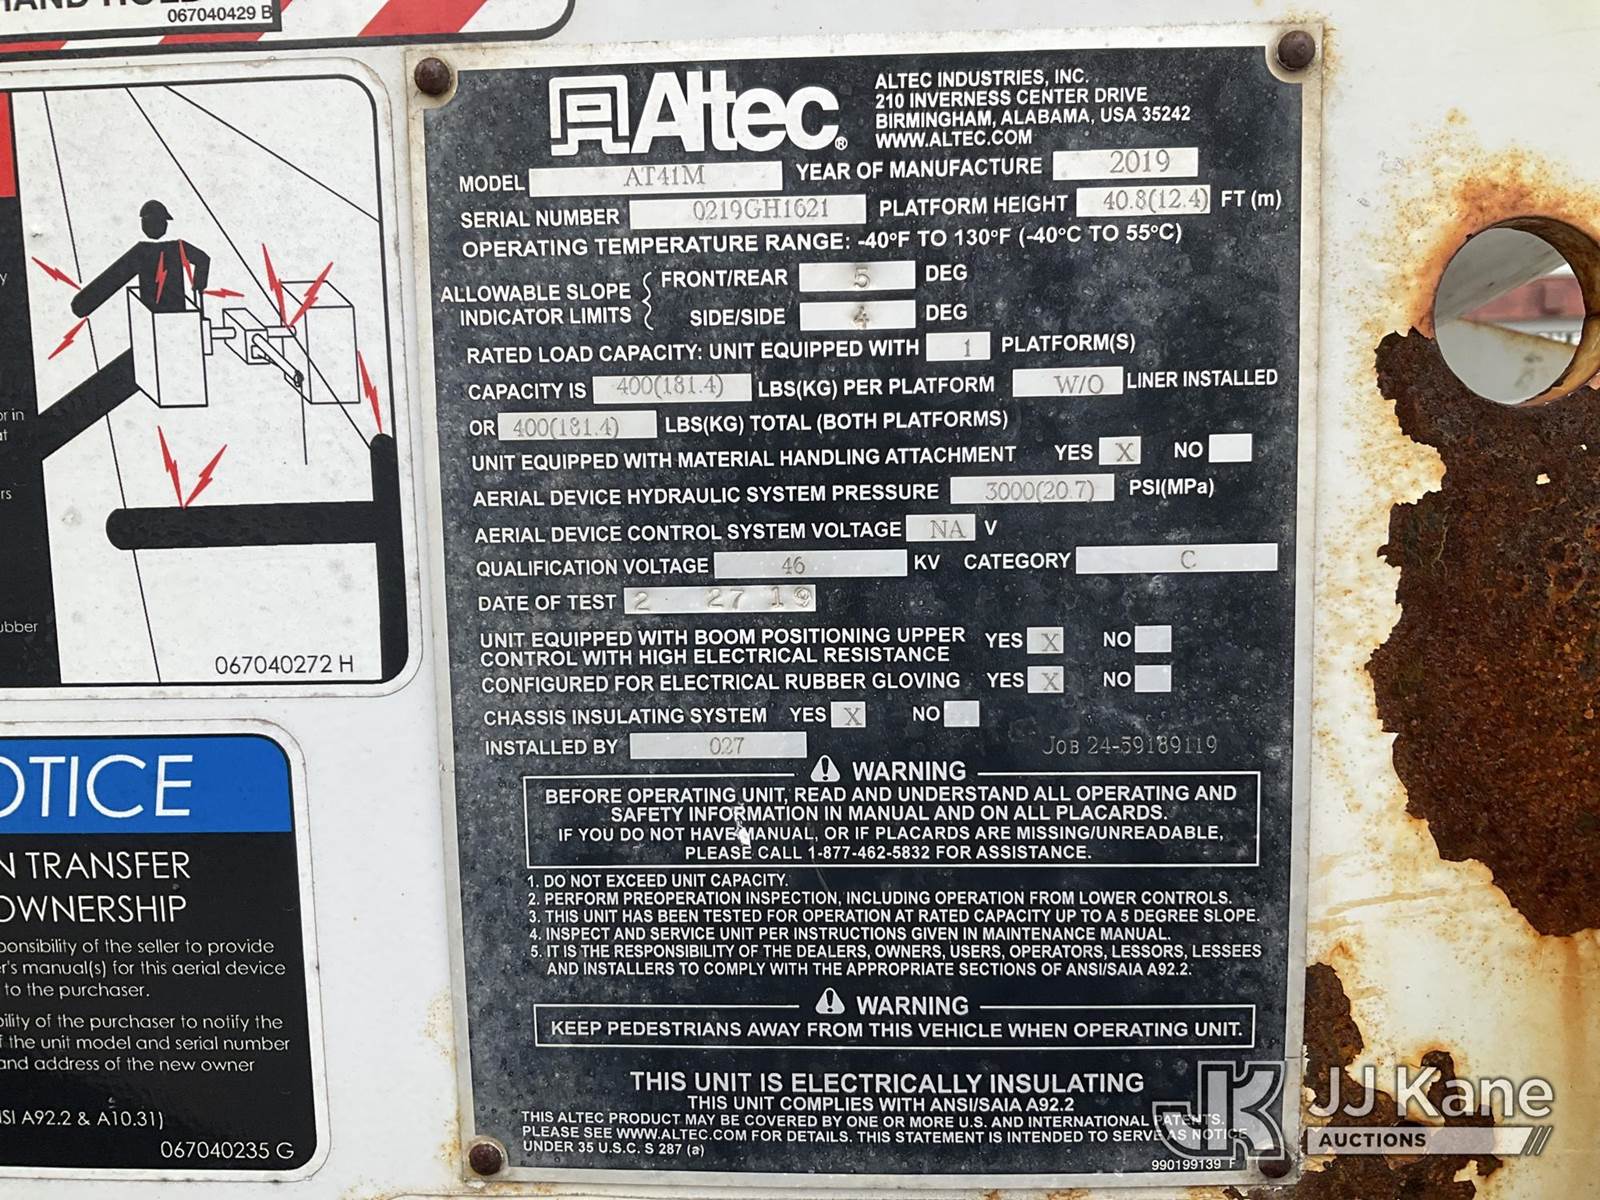 HAND HOLD
067040429 B
067040272 H
or in
at
rs
ubber
OTICE
N TRANSFER
OWNERSHIP
ponsibility of the seller to provide
er's manual(s) for this aerial device
to the purchaser.
bility of the purchaser to notify the
f the unit model and serial number
and address of the new owner
SI A92.2 & A10.31)
067040235 G
Altec®
ALTEC INDUSTRIES, INC.
210 INVERNESS CENTER DRIVE
BIRMINGHAM, ALABAMA, USA 35242
WWW.ALTEC.COM
MODEL AT41M YEAR OF MANUFACTURE 2019
SERIAL NUMBER 0219GH1621 PLATFORM HEIGHT 40.8(12.4) FT (m)
OPERATING TEMPERATURE RANGE: -40°F TO 130°F (-40°C TO 55°C)
ALLOWABLE SLOPE INDICATOR LIMITS
FRONT/REAR 5 DEG
SIDE/SIDE 4 DEG
RATED LOAD CAPACITY: UNIT EQUIPPED WITH 1 PLATFORM(S)
CAPACITY IS 400(181.4) LBS(KG) PER PLATFORM W/O LINER INSTALLED
OR 400(181.4) LBS(KG) TOTAL (BOTH PLATFORMS)
UNIT EQUIPPED WITH MATERIAL HANDLING ATTACHMENT YES X NO
AERIAL DEVICE HYDRAULIC SYSTEM PRESSURE 3000(20.7) PSI(MPa)
AERIAL DEVICE CONTROL SYSTEM VOLTAGE NA V
QUALIFICATION VOLTAGE 46 KV CATEGORY C
DATE OF TEST 2 27 19
UNIT EQUIPPED WITH BOOM POSITIONING UPPER
CONTROL WITH HIGH ELECTRICAL RESISTANCE YES X NO
CONFIGURED FOR ELECTRICAL RUBBER GLOVING YES X NO
CHASSIS INSULATING SYSTEM YES X NO
INSTALLED BY 027 JOB 24-59189119
WARNING
BEFORE OPERATING UNIT, READ AND UNDERSTAND ALL OPERATING AND
SAFETY INFORMATION IN MANUAL AND ON ALL PLACARDS.
IF YOU DO NOT HAVE MANUAL, OR IF PLACARDS ARE MISSING/UNREADABLE,
PLEASE CALL 1-877-462-5832 FOR ASSISTANCE.
1. DO NOT EXCEED UNIT CAPACITY.
2. PERFORM PREOPERATION INSPECTION, INCLUDING OPERATION FROM LOWER CONTROLS.
3. THIS UNIT HAS BEEN TESTED FOR OPERATION AT RATED CAPACITY UP TO A 5 DEGREE SLOPE.
4. INSPECT AND SERVICE UNIT PER INSTRUCTIONS GIVEN IN MAINTENANCE MANUAL.
5. IT IS THE RESPONSIBILITY OF THE DEALERS, OWNERS, USERS, OPERATORS, LESSORS, LESSEES
AND INSTALLERS TO COMPLY WITH THE APPROPRIATE SECTIONS OF ANSI/SAIA A92.2.
WARNING
KEEP PEDESTRIANS AWAY FROM THIS VEHICLE WHEN OPERATING UNIT.
THIS UNIT IS ELECTRICALLY INSULATING
THIS UNIT COMPLIES WITH ANSI/SAIA A92.2
THIS ALTEC PRODUCT MAY BE COVERED BY ONE OR MORE U.S. AND INTERNATIONAL PATENTS.
PLEASE SEE WWW.ALTEC.COM FOR DETAILS. THIS STATEMENT IS INTENDED TO SERVE AS NOTICE
UNDER 35 U.S.C. S 287 (a)
990199139 F
JK JJ Kane
AUCTIONS